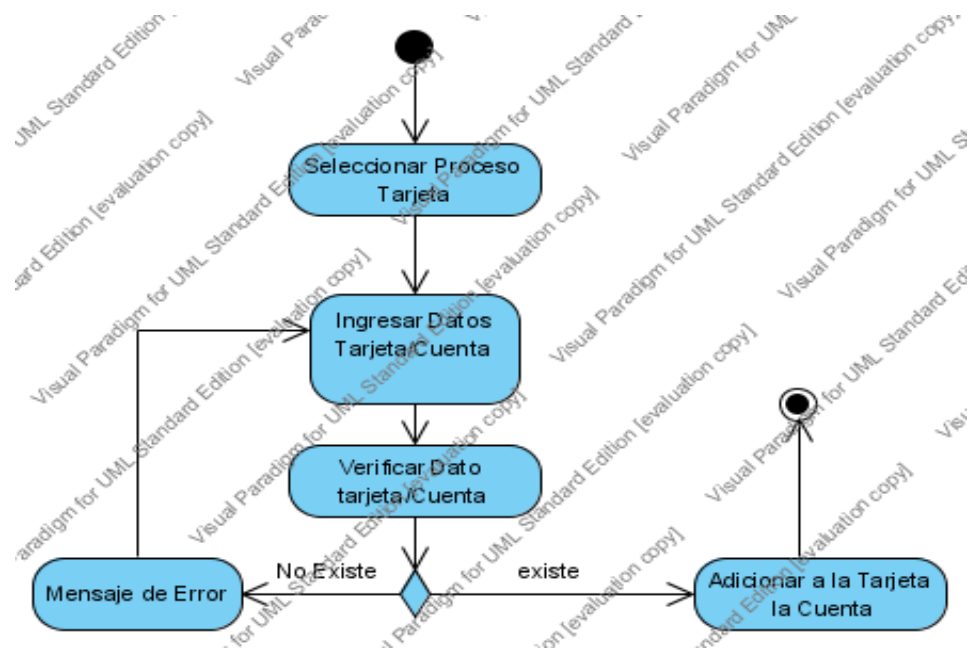 Seleccionar Proceso
Tarjeta
Ingresar Datos
Tarjeta/Cuenta
Verificar Dato
tarjeta/Cuenta
No Existe
existe
Mensaje de Error
Adicionar a la Tarjeta
la Cuenta
Visual Paradigm for UML Standard Edition [evaluation copy]